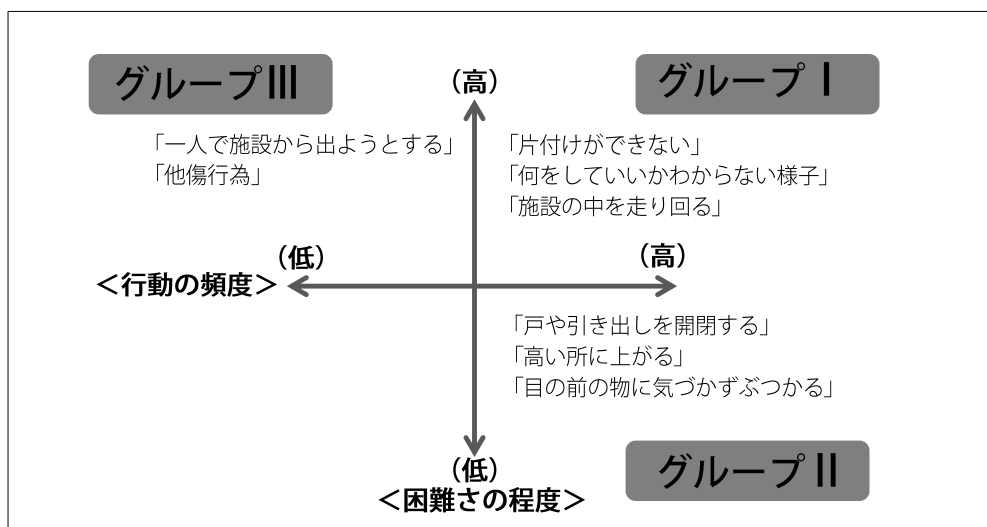 グループⅢ
(高)
グループⅠ
「一人で施設から出ようとする」
「他傷行為」
「片付けができない」
「何をしていいかわからない様子」
「施設の中を走り回る」
(低)
(高)
＜行動の頻度＞
「戸や引き出しを開閉する」
「高い所に上がる」
「目の前の物に気づかずぶつかる」
(低)
＜困難さの程度＞
グループⅡ